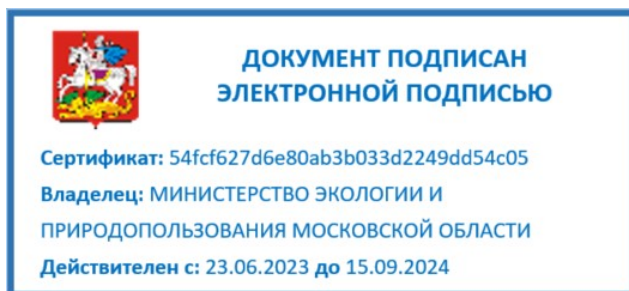 ДОКУМЕНТ ПОДПИСАН
ЭЛЕКТРОННОЙ ПОДПИСЬЮ
Сертификат: 54fcf627d6e80ab3b033d2249dd54c05
Владелец: МИНИСТЕРСТВО ЭКОЛОГИИ И
ПРИРОДОПОЛЬЗОВАНИЯ МОСКОВСКОЙ ОБЛАСТИ
Действителен с: 23.06.2023 до 15.09.2024